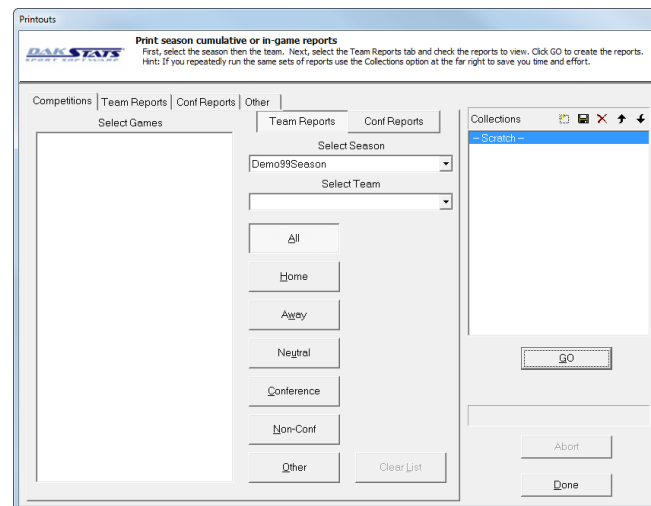 Printouts
DAK STATS
SPORT SOFTWARE
Print season cumulative or in-game reports
First, select the season then the team. Next, select the Team Reports tab and check the reports to view. Click GO to create the reports.
Hint: If you repeatedly run the same sets of reports use the Collections option at the far right to save you time and effort.
Competitions Team Reports Conf Reports Other
Select Games
Team Reports Conf Reports
Select Season
Demo99Season
Select Team
All
Home
Away
Neutral
Conference
Non-Conf
Other Clear List
Collections
-- Scratch --
GO
Abort
Done